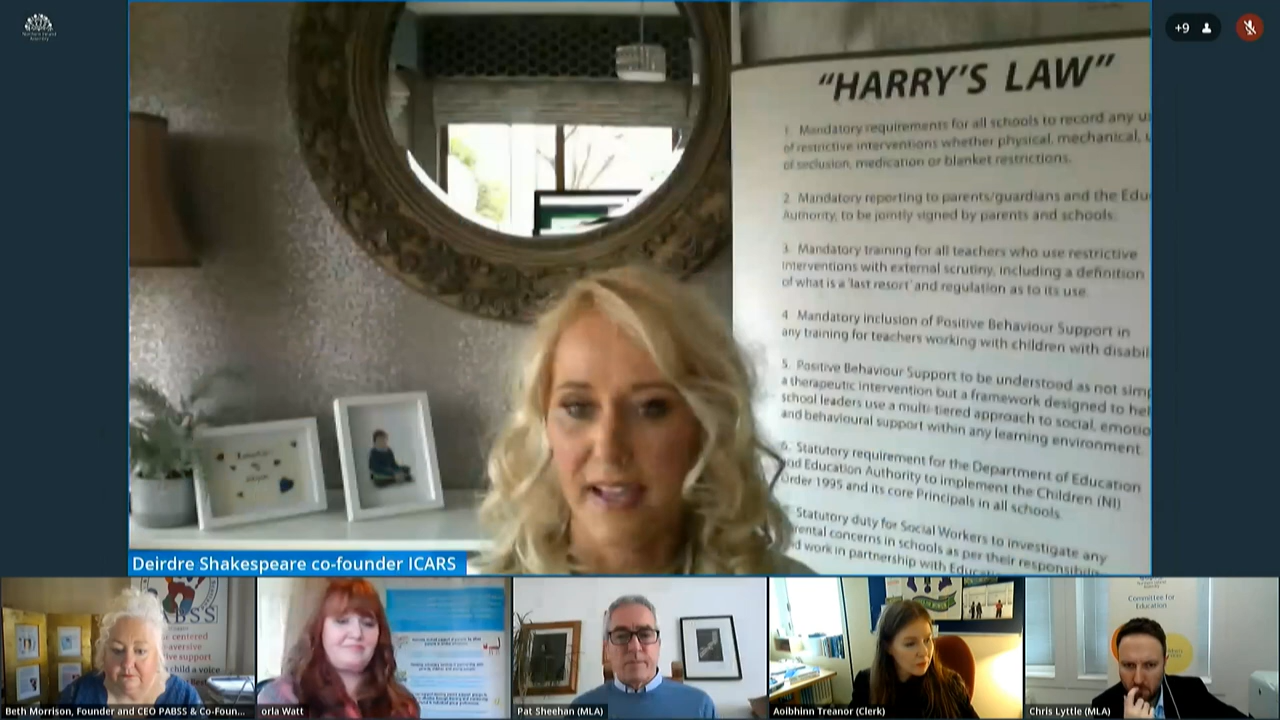 Northern Ireland
Assembly
+9
"HARRY'S LAW"
1. Mandatory requirements for all schools to record any
of restrictive interventions whether physical, mechanical,
of seclusion, medication or blanket restrictions.
2. Mandatory reporting to parents/guardians and the
Authority, to be jointly signed by parents and schools.
3. Mandatory training for all teachers who use restrictive
interventions with external scrutiny, including a definition
of what is a 'last resort' and regulation as to its use.
4. Mandatory inclusion of Positive Behaviour Support in
any training for teachers working with children with
5. Positive Behaviour Support to be understood as not
a therapeutic intervention but a framework designed to
school leaders use a multi-tiered approach to social,
and behavioural support within any learning environment.
6. Statutory requirement for the Department of Education
and Education Authority to implement the Children (NI)
Order 1995 and its core Principals in all schools.
Statutory duty for Social Workers to investigate any
concerns in schools as per their
work in partnership with
Deirdre Shakespeare co-founder ICARS
centered
-aversive
support
child a voice
Beth Morrison, Founder and CEO PABSS & Co-Foun...
orla Watt
Pat Sheehan (MLA)
Aoibhinn Treanor (Clerk)
Committee for
Education
Chris Lyttle (MLA)